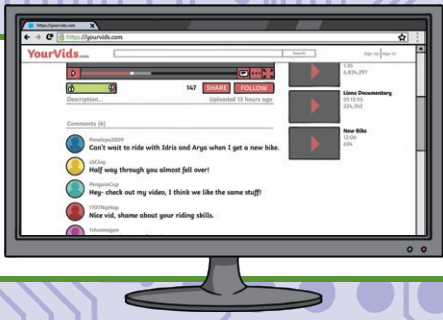 https://yourvids.com
https://yourvids.com
YourVids.com
Search
Sign Up | Sign In
1:35
6,834,297
147 SHARE FOLLOW
Description... Uploaded 13 hours ago
Lions Documentary
01:12:55
224,342
Comments (6)
Penelope2009
Can't wait to ride with Idris and Arya when I get a new bike.
New Bike
12:06
634
Half way through you almost fell over!
PenguinCup
Hey- check out my video, I think we like the same stuff!
1707NipNap
Nice vid, shame about your riding skills.